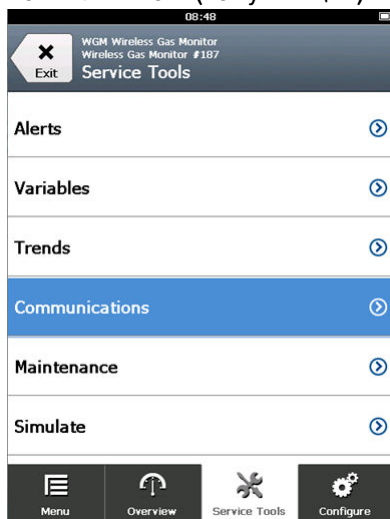 08:48
WGM Wireless Gas Monitor
Wireless Gas Monitor #187
Exit
Service Tools
Alerts
Variables
Trends
Communications
Maintenance
Simulate
Menu
Overview
Service Tools
Configure